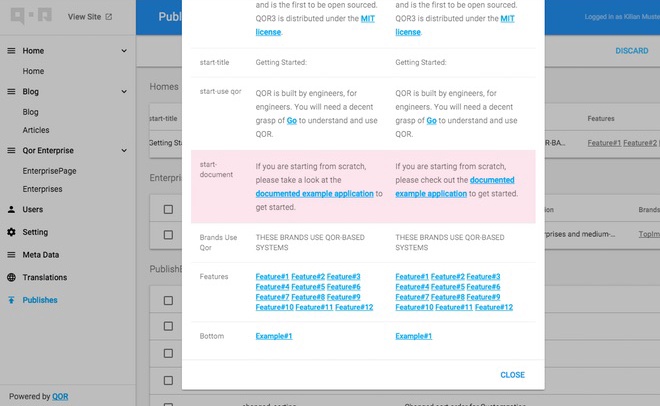 View Site
Publis
Logged in as Kilian Muste
DISCARD
Home
Home
Blog
Blog
Articles
Qor Enterprise
EnterprisePage
Enterprises
Users
Setting
Meta Data
Translations
Publishes
Powered by QOR
Homes
start-title
Features
Getting Sta
R-BA...
Feature#1 Feature#2
Enterpri
tion
Brands
rprises and medium-...
TopIm
PublishE
and is the first to be open sourced.
QOR3 is distributed under the MIT
license.
and is the first to be open sourced.
QOR3 is distributed under the MIT
license.
start-title
Getting Started:
Getting Started:
start-use qor
QOR is built by engineers, for
engineers. You will need a decent
grasp of Go to understand and use
QOR.
QOR is built by engineers, for
engineers. You will need a decent
grasp of Go to understand and use
QOR.
start-
document
If you are starting from scratch,
please take a look at the
documented example application to
get started.
If you are starting from scratch,
please check out the documented
example application to get started.
Brands Use
Qor
THESE BRANDS USE QOR-BASED
SYSTEMS
THESE BRANDS USE QOR-BASED
SYSTEMS
Features
Feature#1 Feature#2 Feature#3
Feature#4 Feature#5 Feature#6
Feature#7 Feature#8 Feature#9
Feature#10 Feature#11 Feature#12
Feature#1 Feature#2 Feature#3
Feature#4 Feature#5 Feature#6
Feature#7 Feature#8 Feature#9
Feature#10 Feature#11 Feature#12
Bottom
Example#1
Example#1
CLOSE